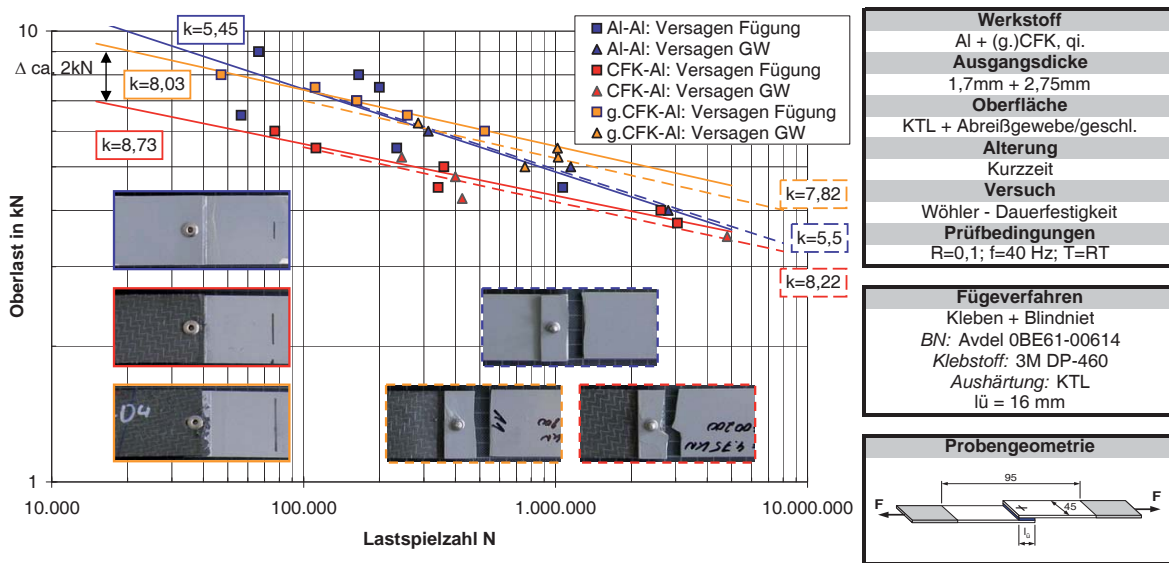 10
k=5,45
Δ ca. 2kN
k=8,03
k=8,73
Al-Al: Versagen Fügung
Al-Al: Versagen GW
CFK-Al: Versagen Fügung
CFK-Al: Versagen GW
g.CFK-Al: Versagen Fügung
g.CFK-Al: Versagen GW
k=7,82
k=5,5
k=8,22
Oberlast in kN
-D4
11
4.75kN
00200
1
10.000
100.000
1.000.000
10.000.000
Lastspielzahl N
Werkstoff
Al + (g.)CFK, qi.
Ausgangsdicke
1,7mm + 2,75mm
Oberfläche
KTL + Abreißgewebe/geschl.
Alterung
Kurzzeit
Versuch
Wöhler - Dauerfestigkeit
Prüfbedingungen
R=0,1; f=40 Hz; T=RT
Fügeverfahren
Kleben + Blindniet
BN: Avdel 0BE61-00614
Klebstoff: 3M DP-460
Aushärtung: KTL
lü = 16 mm
Probengeometrie
95
F
45
F